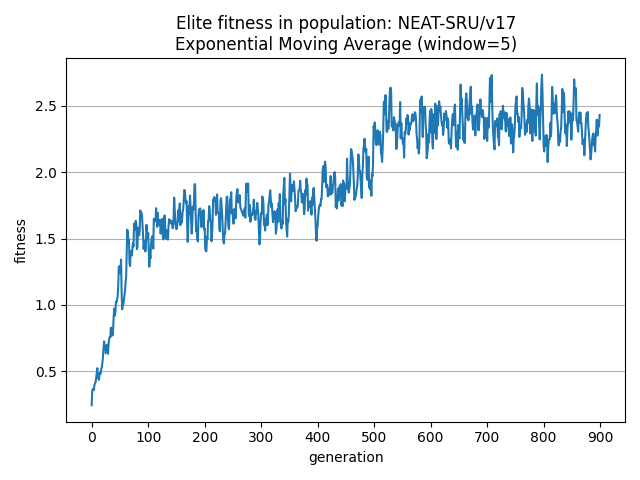 Elite fitness in population: NEAT-SRU/v17
Exponential Moving Average (window=5)
fitness
2.5
2.0
1.5
1.0
0.5
0 100 200 300 400 500 600 700 800 900
generation